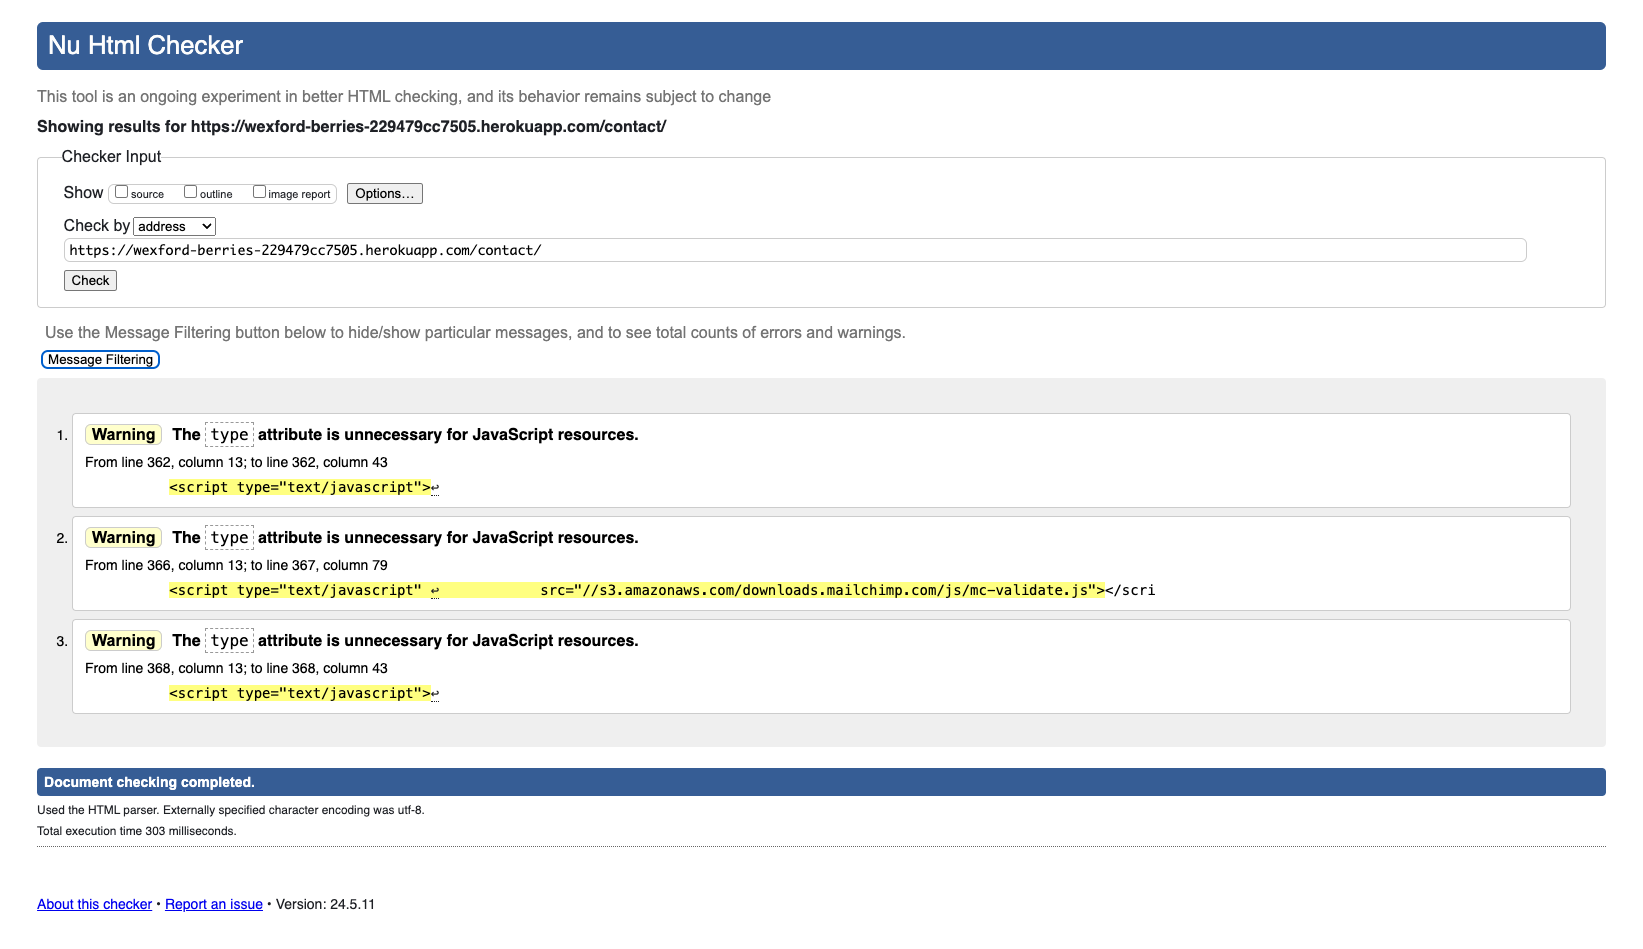 Nu Html Checker
This tool is an ongoing experiment in better HTML checking, and its behavior remains subject to change
Showing results for https://wexford-berries-229479cc7505.herokuapp.com/contact/
Checker Input
Show source outline image report Options...
Check by address
https://wexford-berries-229479cc7505.herokuapp.com/contact/
Check
Use the Message Filtering button below to hide/show particular messages, and to see total counts of errors and warnings.
Message Filtering
1. Warning The type attribute is unnecessary for JavaScript resources.
From line 362, column 13; to line 362, column 43
<script type="text/javascript">↩
2. Warning The type attribute is unnecessary for JavaScript resources.
From line 366, column 13; to line 367, column 79
<script type="text/javascript" ↩ src="//s3.amazonaws.com/downloads.mailchimp.com/js/mc-validate.js"></scri
3. Warning The type attribute is unnecessary for JavaScript resources.
From line 368, column 13; to line 368, column 43
<script type="text/javascript">↩
Document checking completed.
Used the HTML parser. Externally specified character encoding was utf-8.
Total execution time 303 milliseconds.
About this checker • Report an issue • Version: 24.5.11